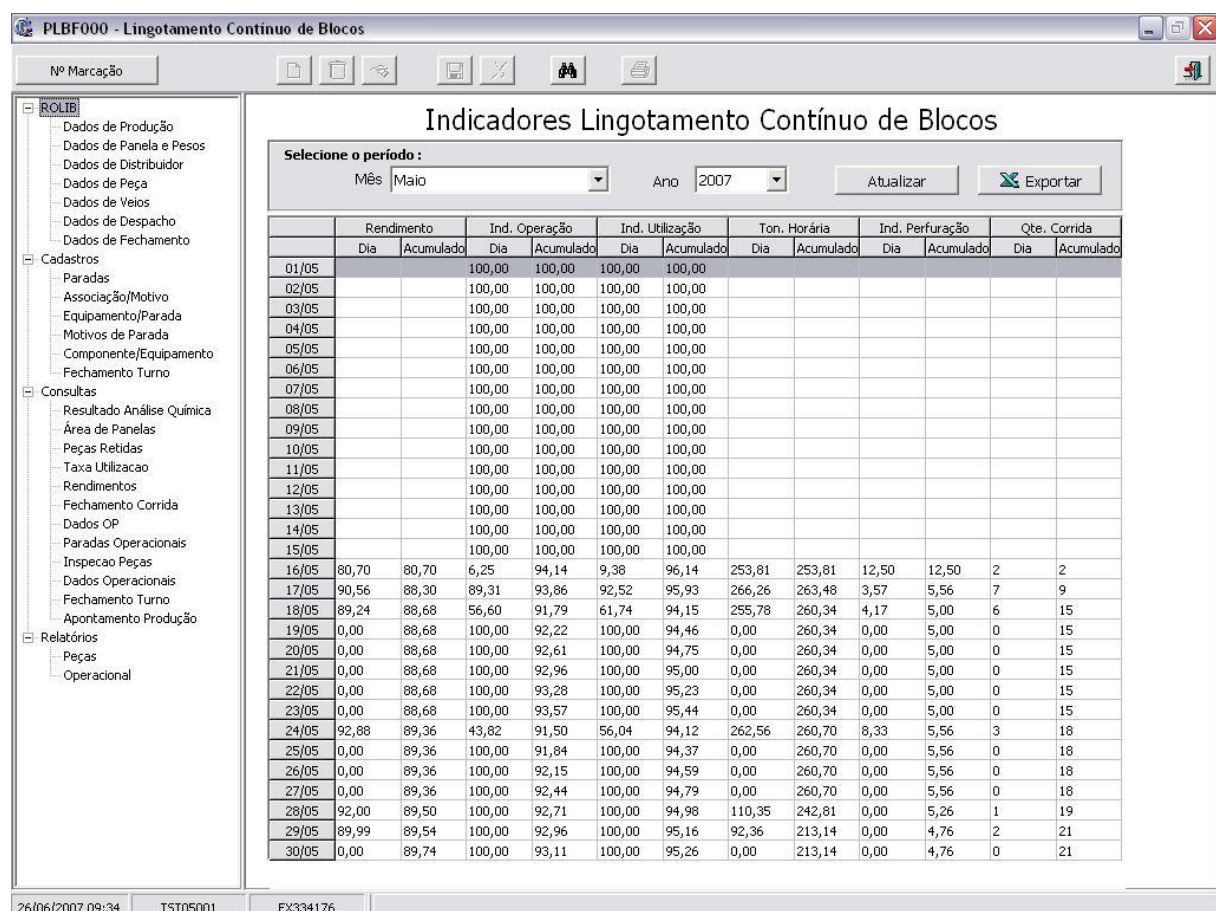 PLBF000 - Lingotamento Contínuo de Blocos
Nº Marcação
ROLIB
Dados de Produção
Dados de Panela e Pesos
Dados de Distribuidor
Dados de Peça
Dados de Veios
Dados de Despacho
Dados de Fechamento
Cadastros
Paradas
Associação/Motivo
Equipamento/Parada
Motivos de Parada
Componente/Equipamento
Fechamento Turno
Consultas
Resultado Análise Química
Área de Panelas
Peças Retidas
Taxa Utilizacao
Rendimentos
Fechamento Corrida
Dados OP
Paradas Operacionais
Inspecao Peças
Dados Operacionais
Fechamento Turno
Apontamento Produção
Relatórios
Peças
Operacional
Indicadores Lingotamento Contínuo de Blocos
Selecione o período :
Mês Maio Ano 2007 Atualizar Exportar
Rendimento Ind. Operação Ind. Utilização Ton. Horária Ind. Perfuração Qte. Corrida
Dia Acumulado Dia Acumulado Dia Acumulado Dia Acumulado Dia Acumulado Dia Acumulado
01/05 100,00 100,00 100,00 100,00
02/05 100,00 100,00 100,00 100,00
03/05 100,00 100,00 100,00 100,00
04/05 100,00 100,00 100,00 100,00
05/05 100,00 100,00 100,00 100,00
06/05 100,00 100,00 100,00 100,00
07/05 100,00 100,00 100,00 100,00
08/05 100,00 100,00 100,00 100,00
09/05 100,00 100,00 100,00 100,00
10/05 100,00 100,00 100,00 100,00
11/05 100,00 100,00 100,00 100,00
12/05 100,00 100,00 100,00 100,00
13/05 100,00 100,00 100,00 100,00
14/05 100,00 100,00 100,00 100,00
15/05 100,00 100,00 100,00 100,00
16/05 80,70 80,70 6,25 94,14 9,38 96,14 253,81 253,81 12,50 12,50 2 2
17/05 90,56 88,30 89,31 93,86 92,52 95,93 266,26 263,48 3,57 5,56 7 9
18/05 89,24 88,68 56,60 91,79 61,74 94,15 255,78 260,34 4,17 5,00 6 15
19/05 0,00 88,68 100,00 92,22 100,00 94,46 0,00 260,34 0,00 5,00 0 15
20/05 0,00 88,68 100,00 92,61 100,00 94,75 0,00 260,34 0,00 5,00 0 15
21/05 0,00 88,68 100,00 92,96 100,00 95,00 0,00 260,34 0,00 5,00 0 15
22/05 0,00 88,68 100,00 93,28 100,00 95,23 0,00 260,34 0,00 5,00 0 15
23/05 0,00 88,68 100,00 93,57 100,00 95,44 0,00 260,34 0,00 5,00 0 15
24/05 92,88 89,36 43,82 91,50 56,04 94,12 262,56 260,70 8,33 5,56 3 18
25/05 0,00 89,36 100,00 91,84 100,00 94,37 0,00 260,70 0,00 5,56 0 18
26/05 0,00 89,36 100,00 92,15 100,00 94,59 0,00 260,70 0,00 5,56 0 18
27/05 0,00 89,36 100,00 92,44 100,00 94,79 0,00 260,70 0,00 5,56 0 18
28/05 92,00 89,50 100,00 92,71 100,00 94,98 110,35 242,81 0,00 5,26 1 19
29/05 89,99 89,54 100,00 92,96 100,00 95,16 92,36 213,14 0,00 4,76 2 21
30/05 0,00 89,74 100,00 93,11 100,00 95,26 0,00 213,14 0,00 4,76 0 21
26/06/2007 09:34 TST05001 FX334176